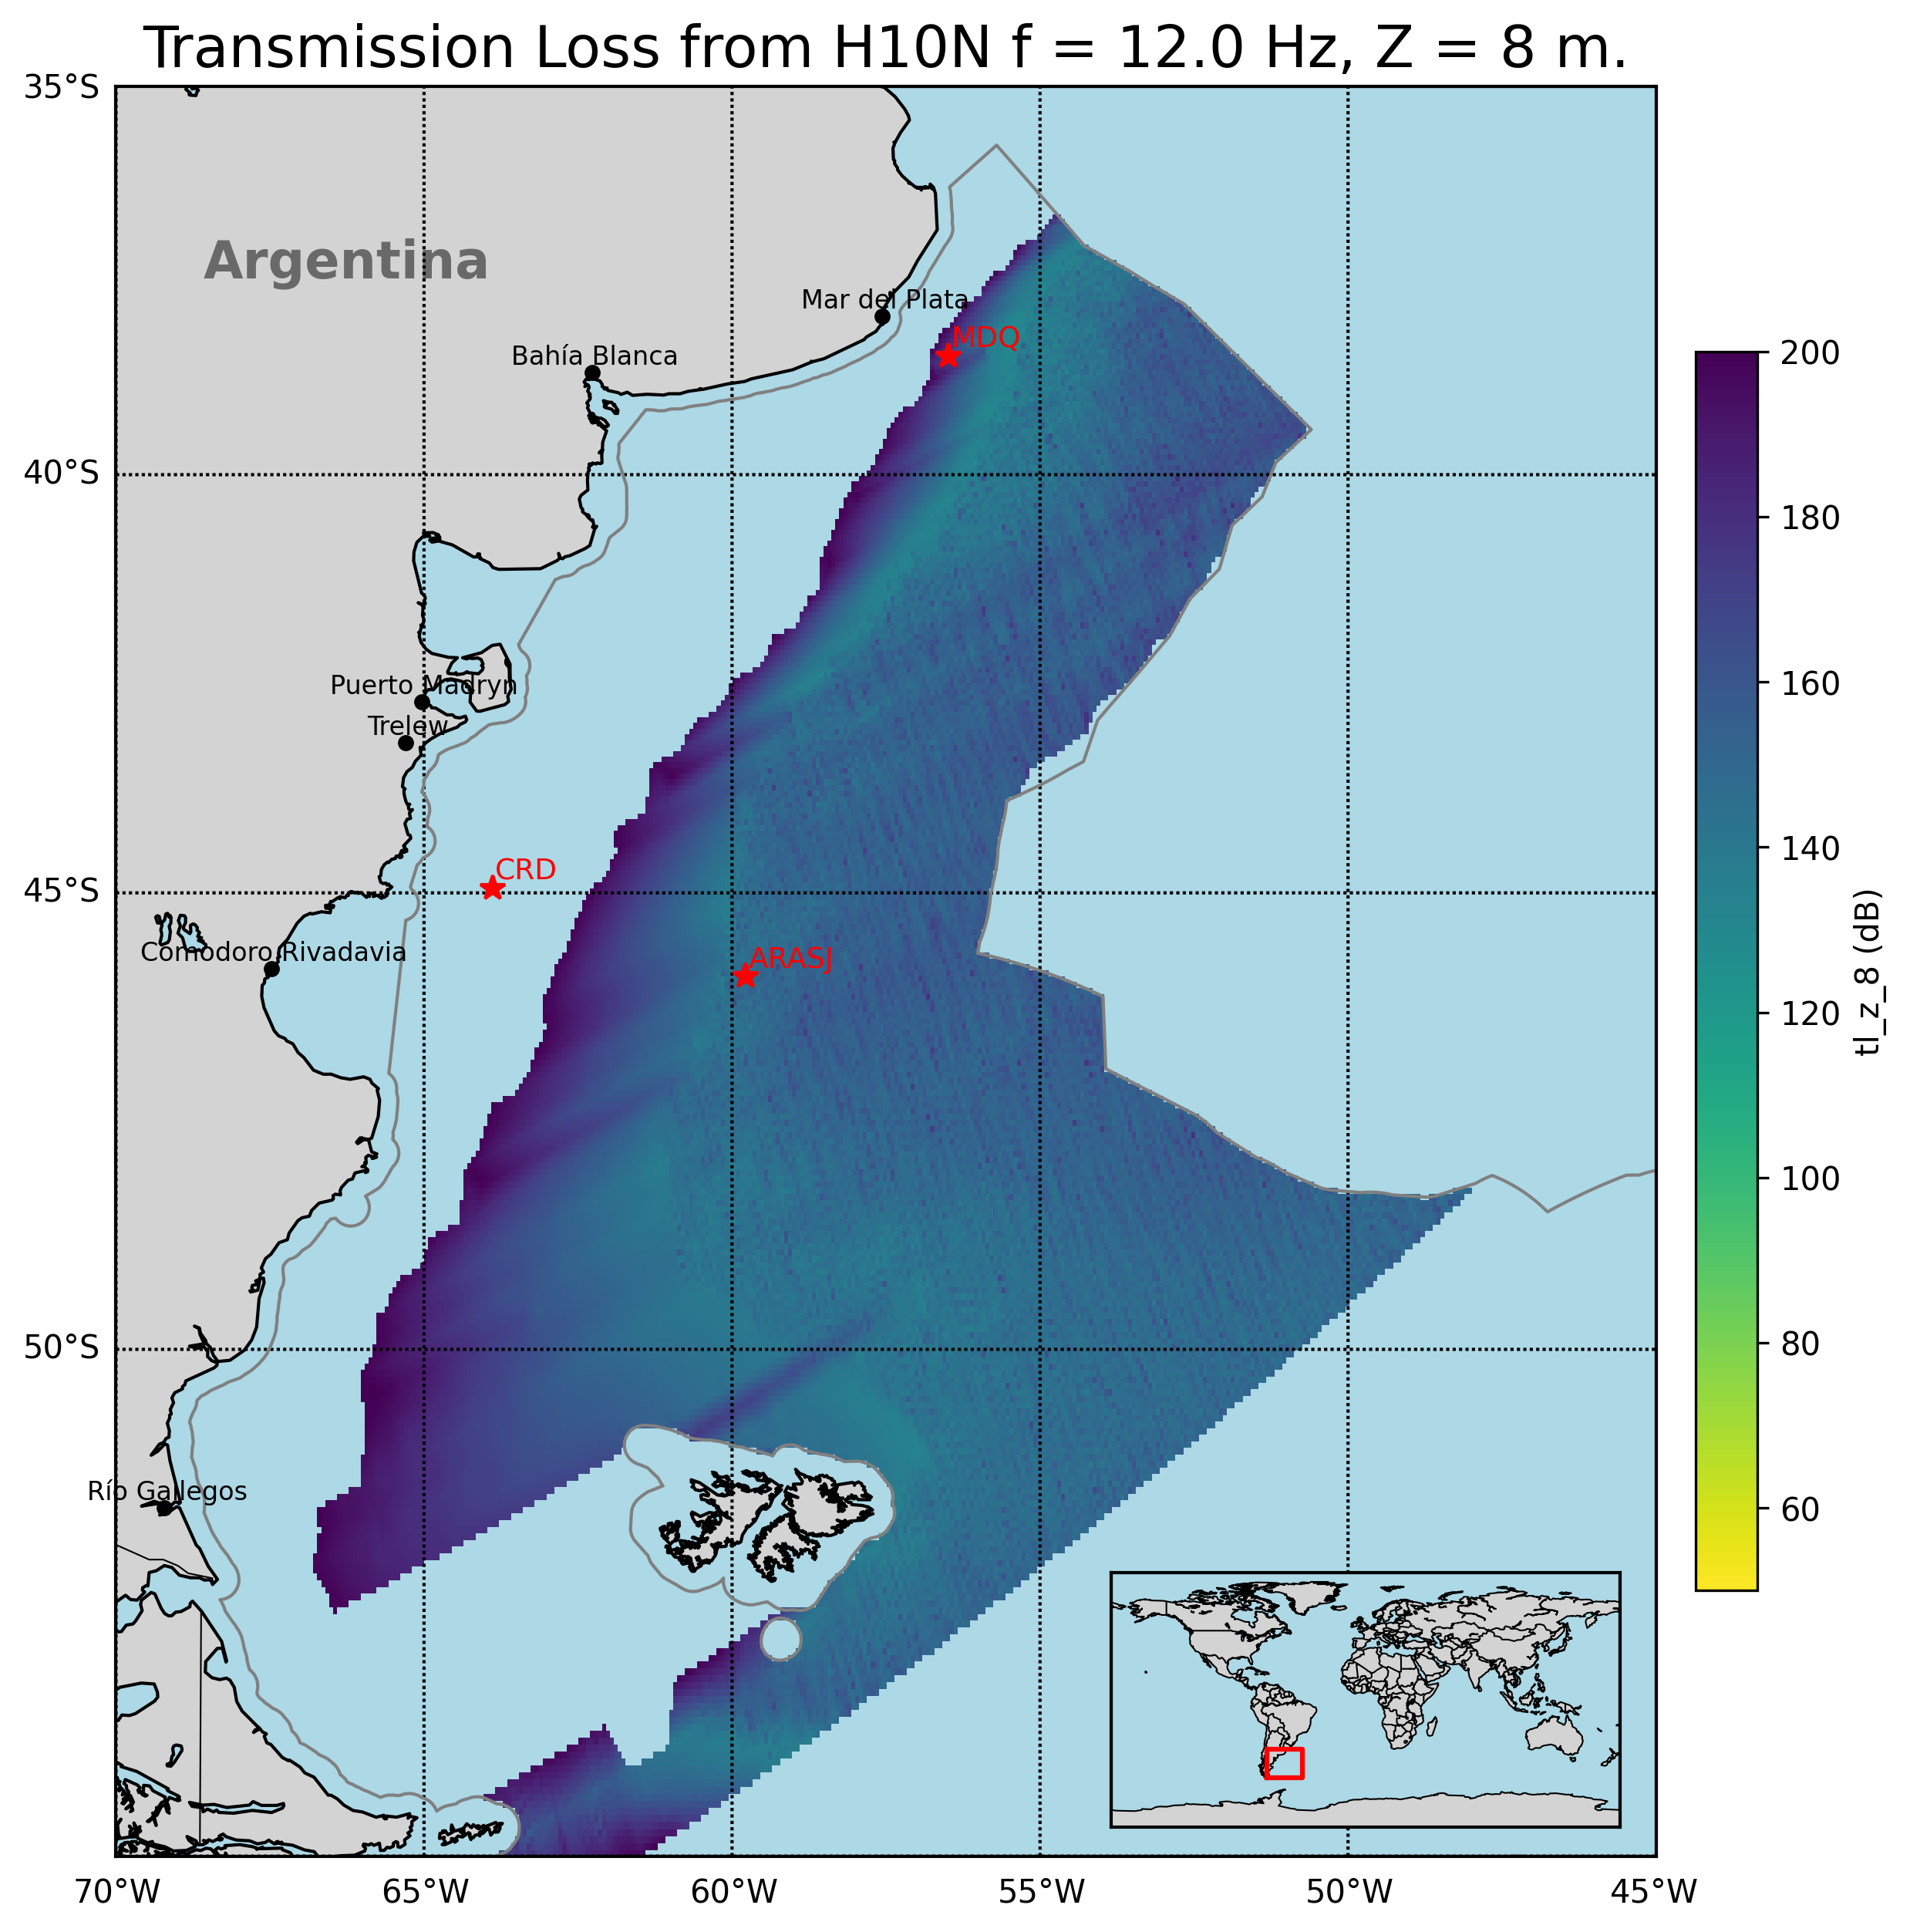 Transmission Loss from H10N f = 12.0 Hz, Z = 8 m.
35°S
Argentina
Mar del Plata
MDQ
Bahía Blanca
200
180
40°S
160
Puerto Madryn
Trelew
140
CRD
45°S
tl_z_8 (dB)
Comodoro Rivadavia
ARASJ
120
100
50°S
80
Río Gallegos
60
70°W
65°W
60°W
55°W
50°W
45°W